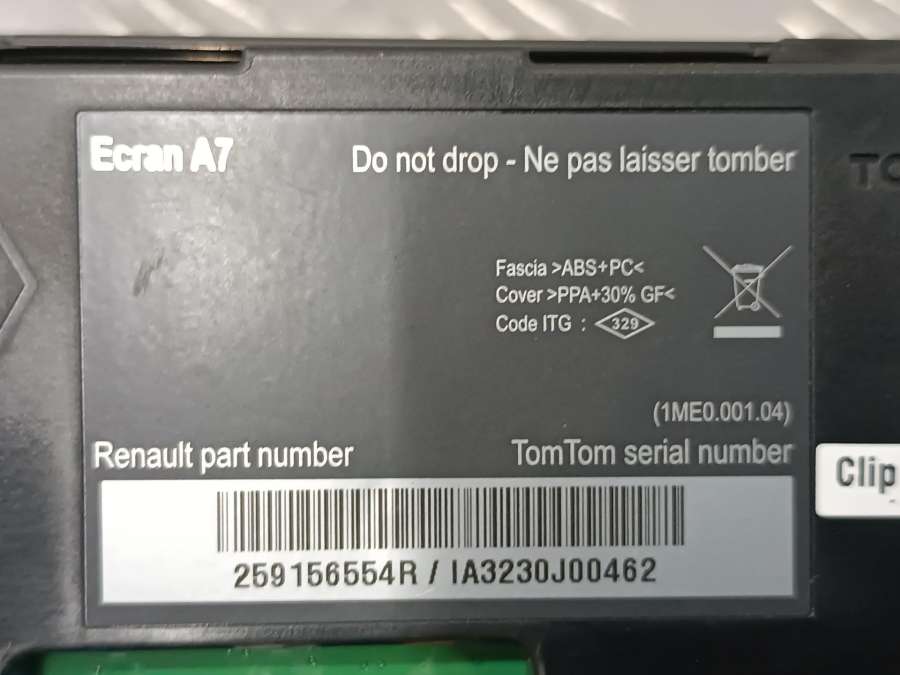 Ecran A7
Do not drop - Ne pas laisser tomber
Fascia >ABS+PC<
Cover >PPA+30% GF<
Code ITG : 329
(1ME0.001.04)
Renault part number
TomTom serial number
Clip
259156554R / IA3230J00462